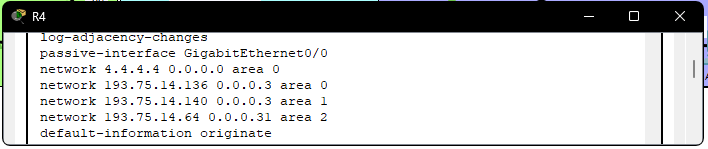 R4
log-adjacency-changes
passive-interface GigabitEthernet0/0
network 4.4.4.4 0.0.0.0 area 0
network 193.75.14.136 0.0.0.3 area 0
network 193.75.14.140 0.0.0.3 area 1
network 193.75.14.64 0.0.0.31 area 2
default-information originate